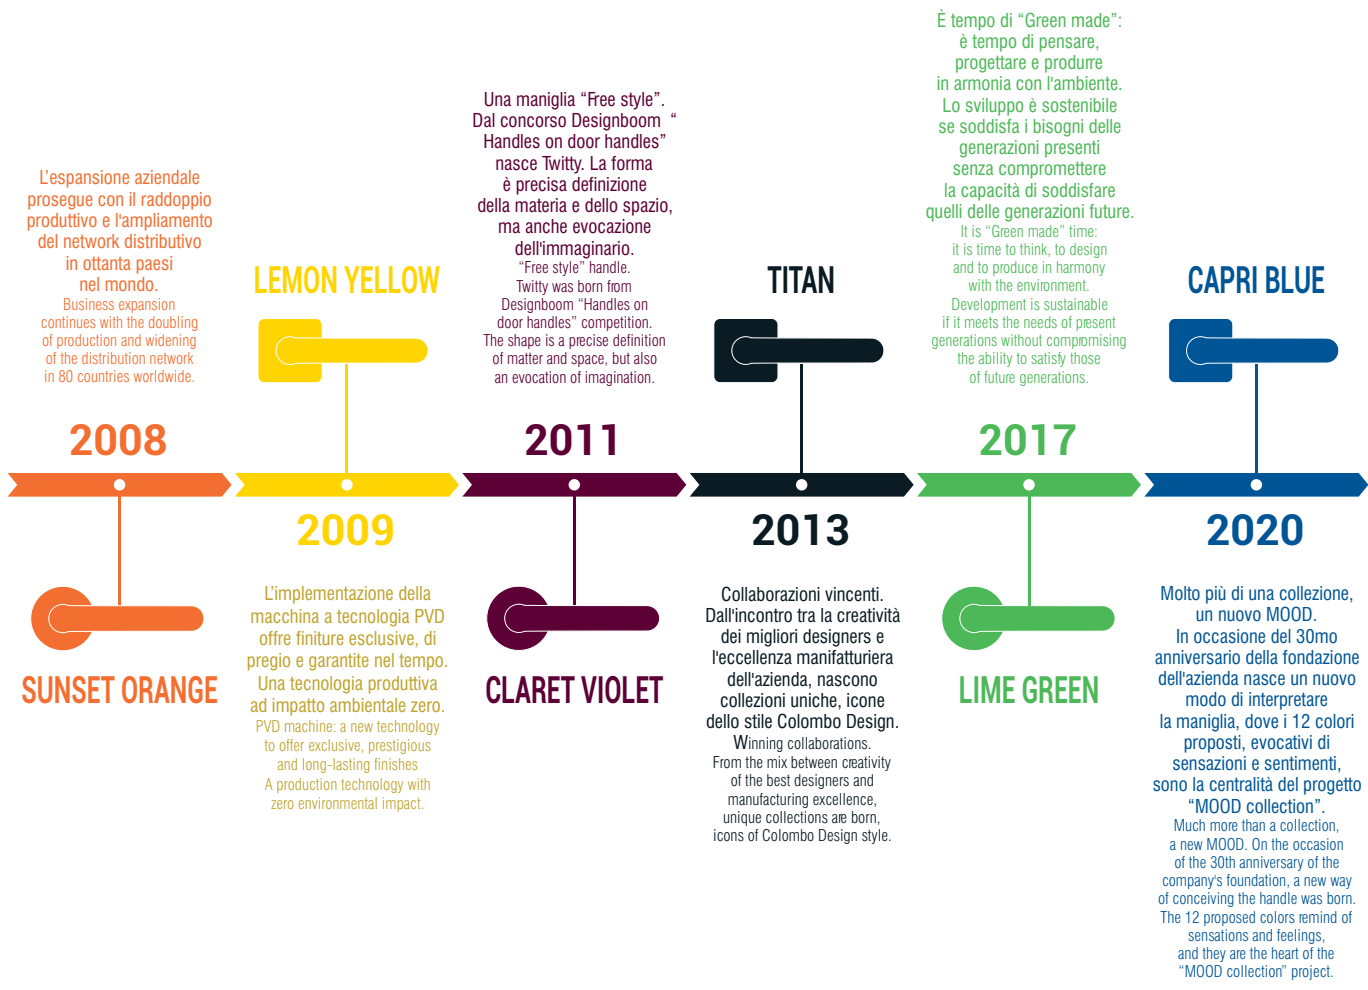 L'espansione aziendale
prosegue con il raddoppio
produttivo e l'ampliamento
del network distributivo
in ottanta paesi
nel mondo.
Business expansion
continues with the doubling
of production and widening
of the distribution network
in 80 countries worldwide.
2008
SUNSET ORANGE
LEMON YELLOW
2009
L'implementazione della
macchina a tecnologia PVD
offre finiture esclusive, di
pregio e garantite nel tempo.
Una tecnologia produttiva
ad impatto ambientale zero.
PVD machine: a new technology
to offer exclusive, prestigious
and long-lasting finishes
A production technology with
zero environmental impact.
Una maniglia “Free style”.
Dal concorso Designboom “
Handles on door handles”
nasce Twitty. La forma
è precisa definizione
della materia e dello spazio,
ma anche evocazione
dell'immaginario.
“Free style” handle.
Twitty was born from
Designboom “Handles on
door handles” competition.
The shape is a precise definition
of matter and space, but also
an evocation of imagination.
2011
CLARET VIOLET
TITAN
2013
Collaborazioni vincenti.
Dall'incontro tra la creatività
dei migliori designers e
l'eccellenza manifatturiera
dell'azienda, nascono
collezioni uniche, icone
dello stile Colombo Design.
Winning collaborations.
From the mix between creativity
of the best designers and
manufacturing excellence,
unique collections are born,
icons of Colombo Design style.
È tempo di “Green made”:
è tempo di pensare,
progettare e produrre
in armonia con l'ambiente.
Lo sviluppo è sostenibile
se soddisfa i bisogni delle
generazioni presenti
senza compromettere
la capacità di soddisfare
quelli delle generazioni future.
It is “Green made” time:
it is time to think, to design
and to produce in harmony
with the environment.
Development is sustainable
if it meets the needs of present
generations without compromising
the ability to satisfy those
of future generations.
2017
LIME GREEN
CAPRI BLUE
2020
Molto più di una collezione,
un nuovo MOOD.
In occasione del 30mo
anniversario della fondazione
dell'azienda nasce un nuovo
modo di interpretare
la maniglia, dove i 12 colori
proposti, evocativi di
sensazioni e sentimenti,
sono la centralità del progetto
“MOOD collection”.
Much more than a collection,
a new MOOD. On the occasion
of the 30th anniversary of the
company's foundation, a new way
of conceiving the handle was born.
The 12 proposed colors remind of
sensations and feelings,
and they are the heart of the
“MOOD collection” project.